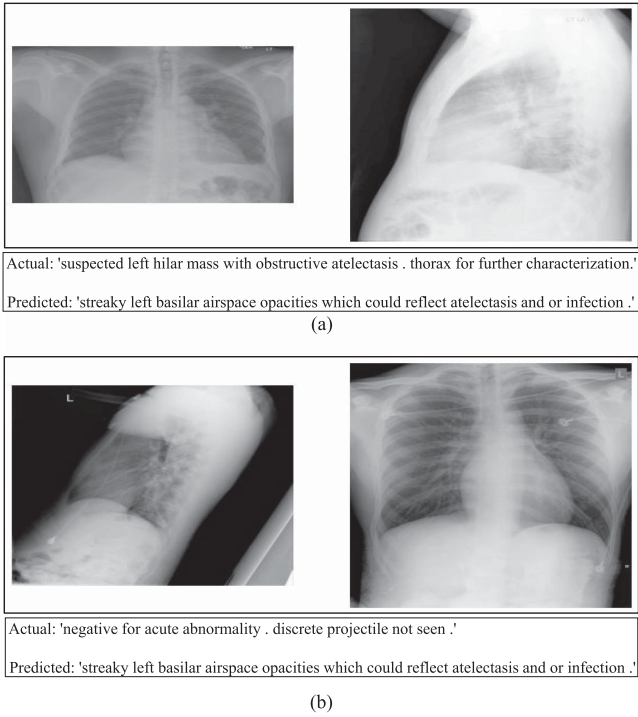 Actual: 'suspected left hilar mass with obstructive atelectasis . thorax for further characterization.'
Predicted: 'streaky left basilar airspace opacities which could reflect atelectasis and or infection .'
(a)
L
L
Actual: 'negative for acute abnormality . discrete projectile not seen .'
Predicted: 'streaky left basilar airspace opacities which could reflect atelectasis and or infection .'
(b)